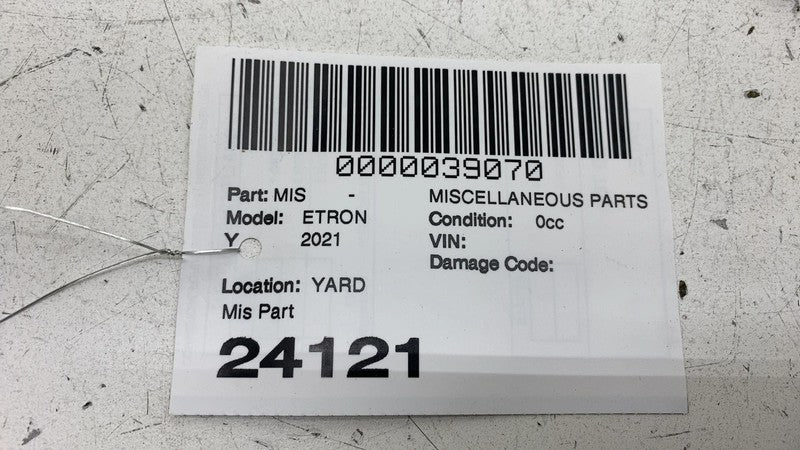 0000039070
Part: MIS - MISCELLANEOUS PARTS
Model: ETRON Condition: 0cc
Y 2021 VIN:
Damage Code:
Location: YARD
Mis Part
24121